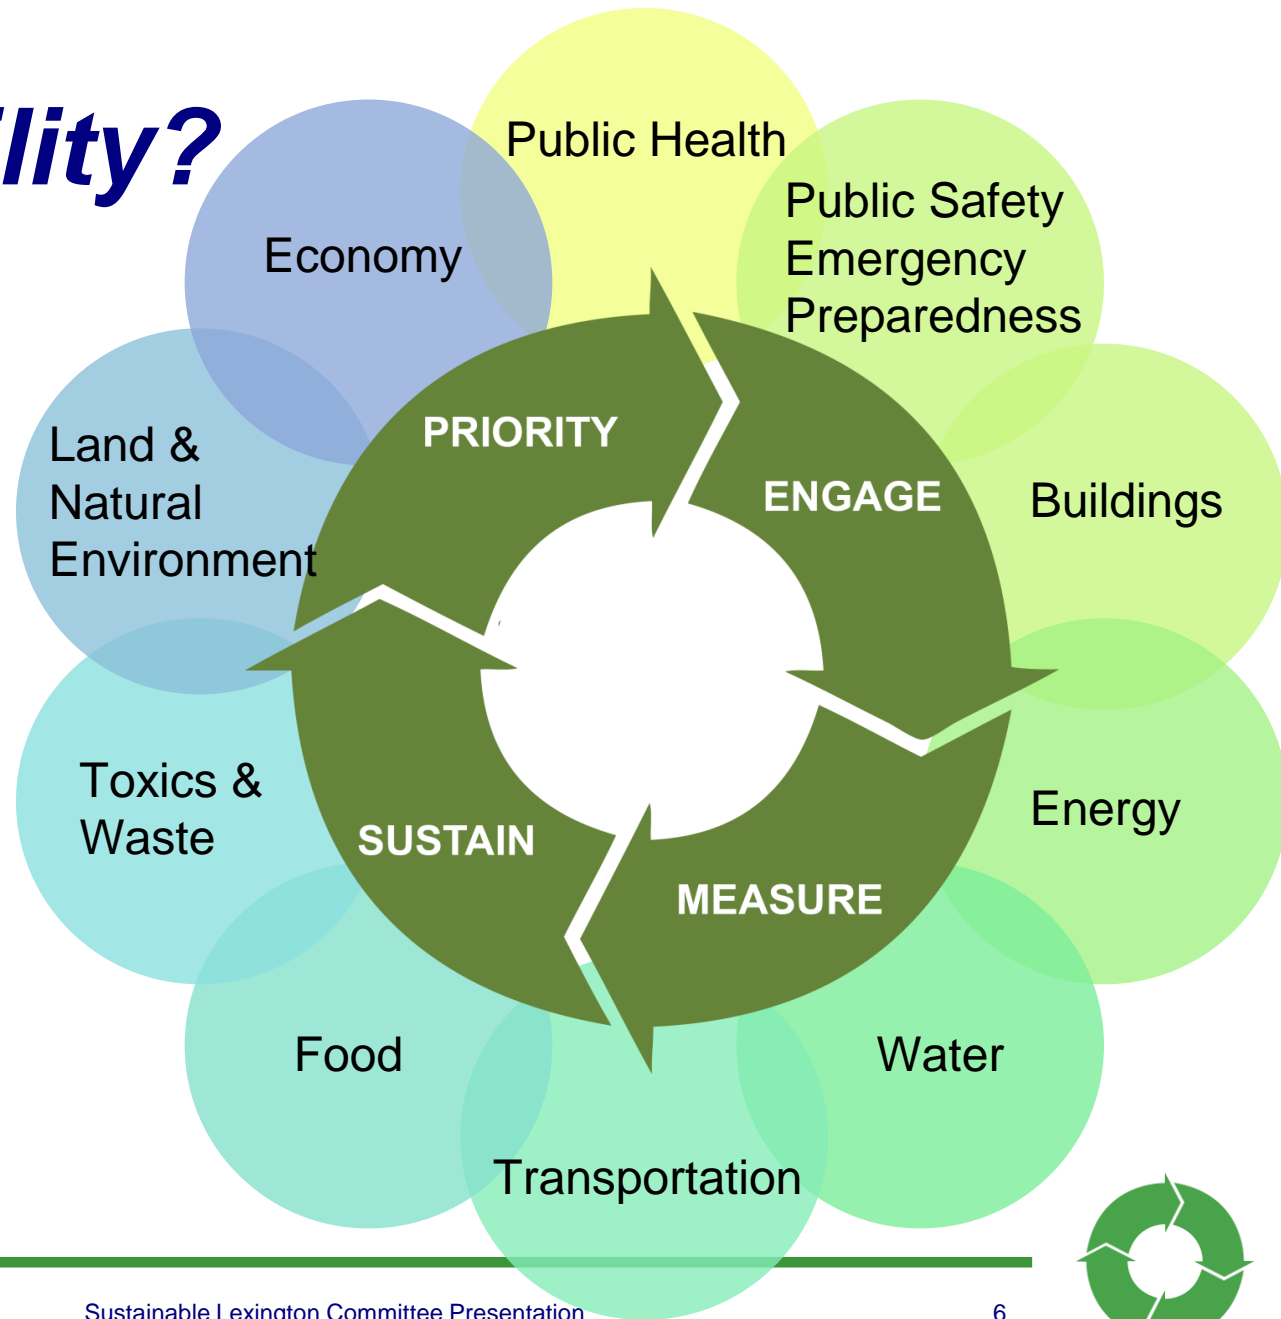 lity?
Public Health
Public Safety
Emergency
Preparedness
Economy
Land &
Natural
Environment
Buildings
PRIORITY
ENGAGE
Toxics &
Waste
Energy
SUSTAIN
MEASURE
Food
Water
Transportation
Sustainable Lexington Committee Presentation
6